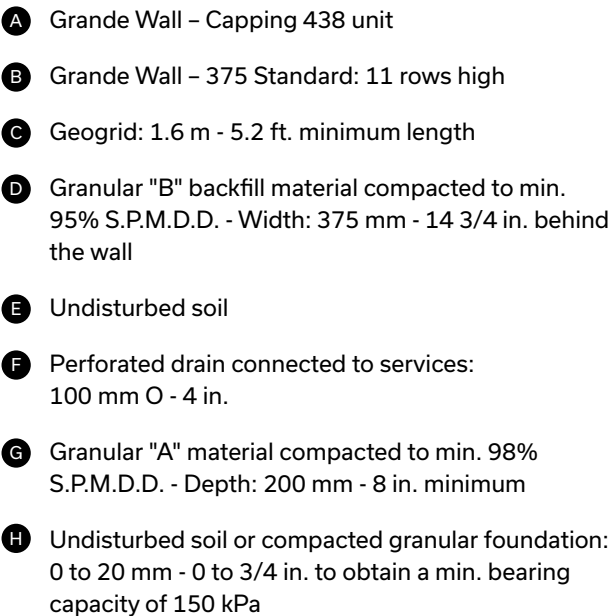 A Grande Wall – Capping 438 unit
B Grande Wall – 375 Standard: 11 rows high
C Geogrid: 1.6 m - 5.2 ft. minimum length
D Granular "B" backfill material compacted to min.
95% S.P.M.D.D. - Width: 375 mm - 14 3/4 in. behind
the wall
E Undisturbed soil
F Perforated drain connected to services:
100 mm O - 4 in.
G Granular "A" material compacted to min. 98%
S.P.M.D.D. - Depth: 200 mm - 8 in. minimum
H Undisturbed soil or compacted granular foundation:
0 to 20 mm - 0 to 3/4 in. to obtain a min. bearing
capacity of 150 kPa